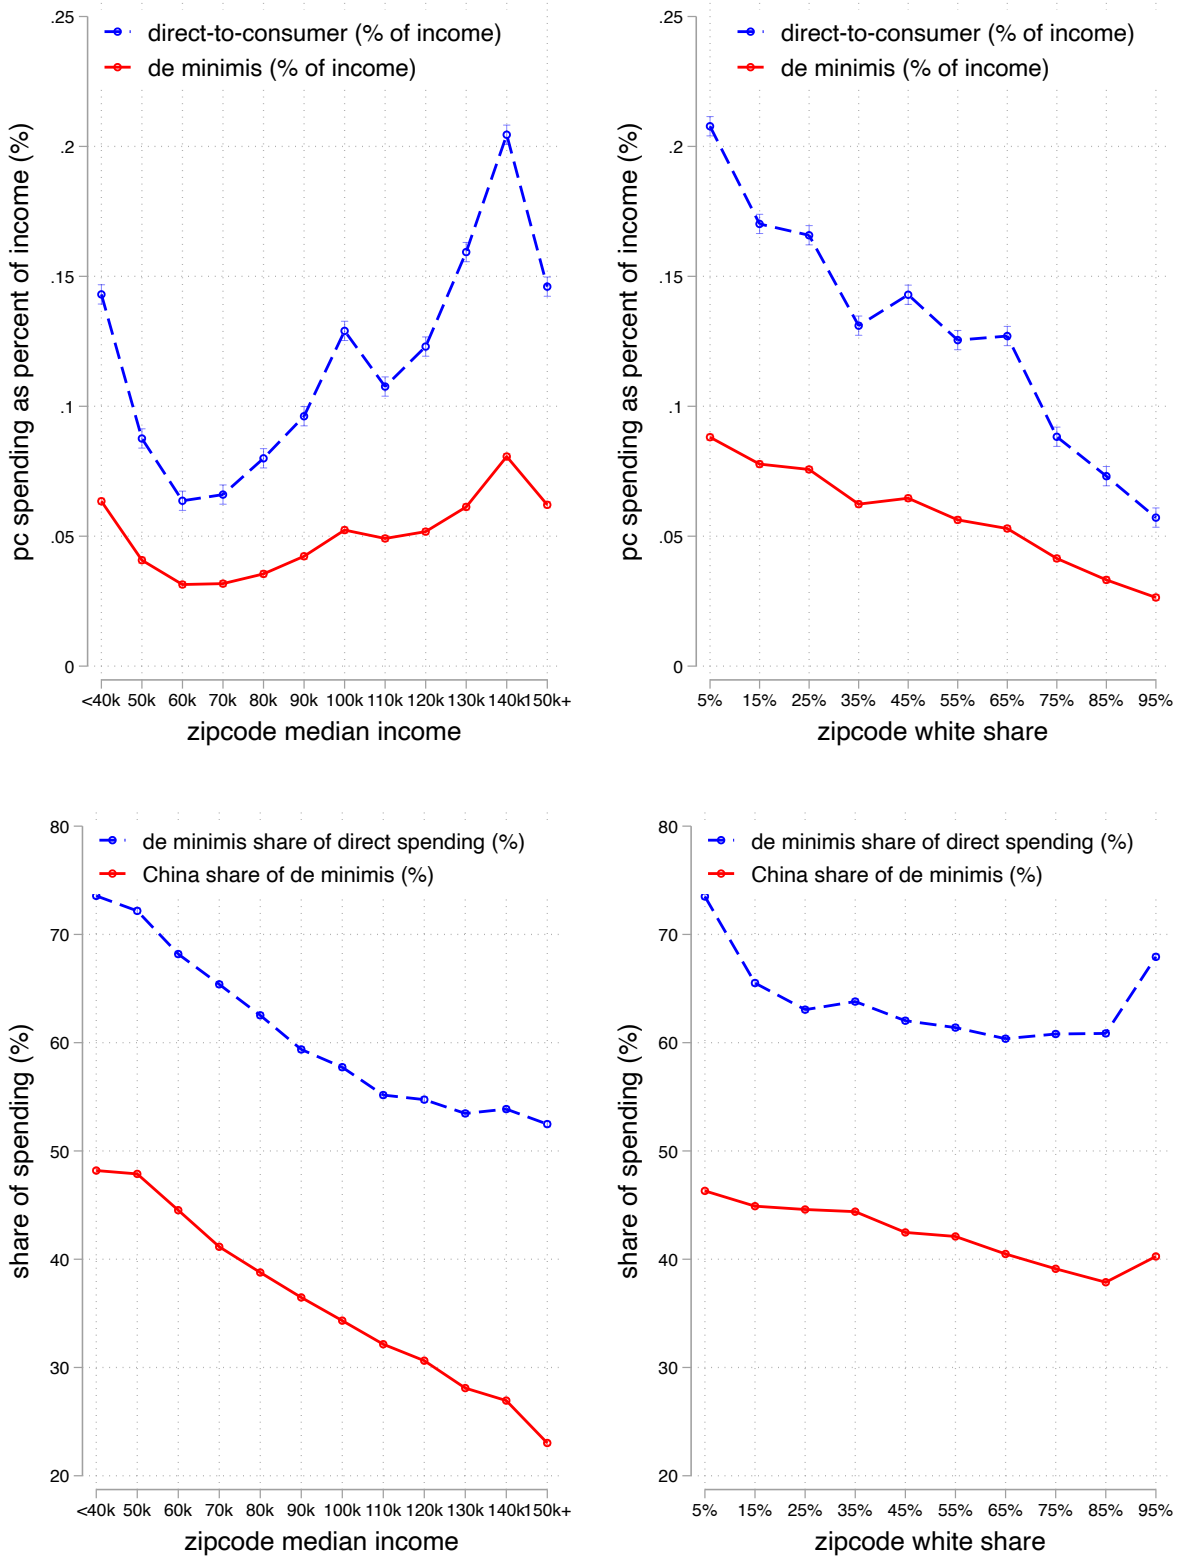 .25
.2
.15
.1
.05
0
pc spending as percent of income (%)
direct-to-consumer (% of income)
de minimis (% of income)
<40k 50k 60k 70k 80k 90k 100k 110k 120k 130k 140k 150k+
zipcode median income
.25
.2
.15
.1
.05
0
pc spending as percent of income (%)
direct-to-consumer (% of income)
de minimis (% of income)
5% 15% 25% 35% 45% 55% 65% 75% 85% 95%
zipcode white share
80
70
60
50
40
30
20
share of spending (%)
de minimis share of direct spending (%)
China share of de minimis (%)
<40k 50k 60k 70k 80k 90k 100k 110k 120k 130k 140k 150k+
zipcode median income
80
70
60
50
40
30
20
share of spending (%)
de minimis share of direct spending (%)
China share of de minimis (%)
5% 15% 25% 35% 45% 55% 65% 75% 85% 95%
zipcode white share